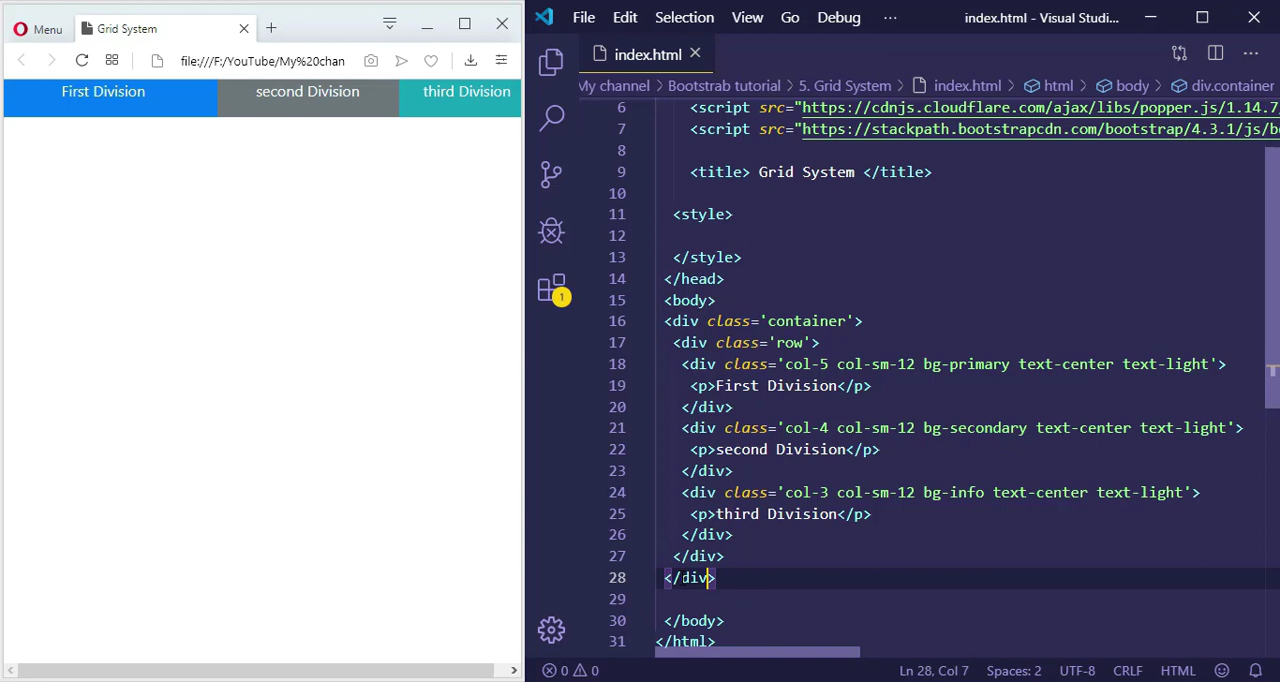 Menu
Grid System
file:///F:/YouTube/My%20chan
First Division
second Division
third Division
File Edit Selection View Go Debug ··· index.html - Visual Studi...
index.html
My channel > Bootstrab tutorial > 5. Grid System > index.html > html > body > div.container
6 <script src="https://cdnjs.cloudflare.com/ajax/libs/popper.js/1.14.7/
7 <script src="https://stackpath.bootstrapcdn.com/bootstrap/4.3.1/js/bo
8
9 <title> Grid System </title>
10
11 <style>
12
13 </style>
14 </head>
15 <body>
16 <div class='container'>
17 <div class='row'>
18 <div class='col-5 col-sm-12 bg-primary text-center text-light'>
19 <p>First Division</p>
20 </div>
21 <div class='col-4 col-sm-12 bg-secondary text-center text-light'>
22 <p>second Division</p>
23 </div>
24 <div class='col-3 col-sm-12 bg-info text-center text-light'>
25 <p>third Division</p>
26 </div>
27 </div>
28 </div>
29
30 </body>
31 </html>
1
0 0 Ln 28, Col 7 Spaces: 2 UTF-8 CRLF HTML